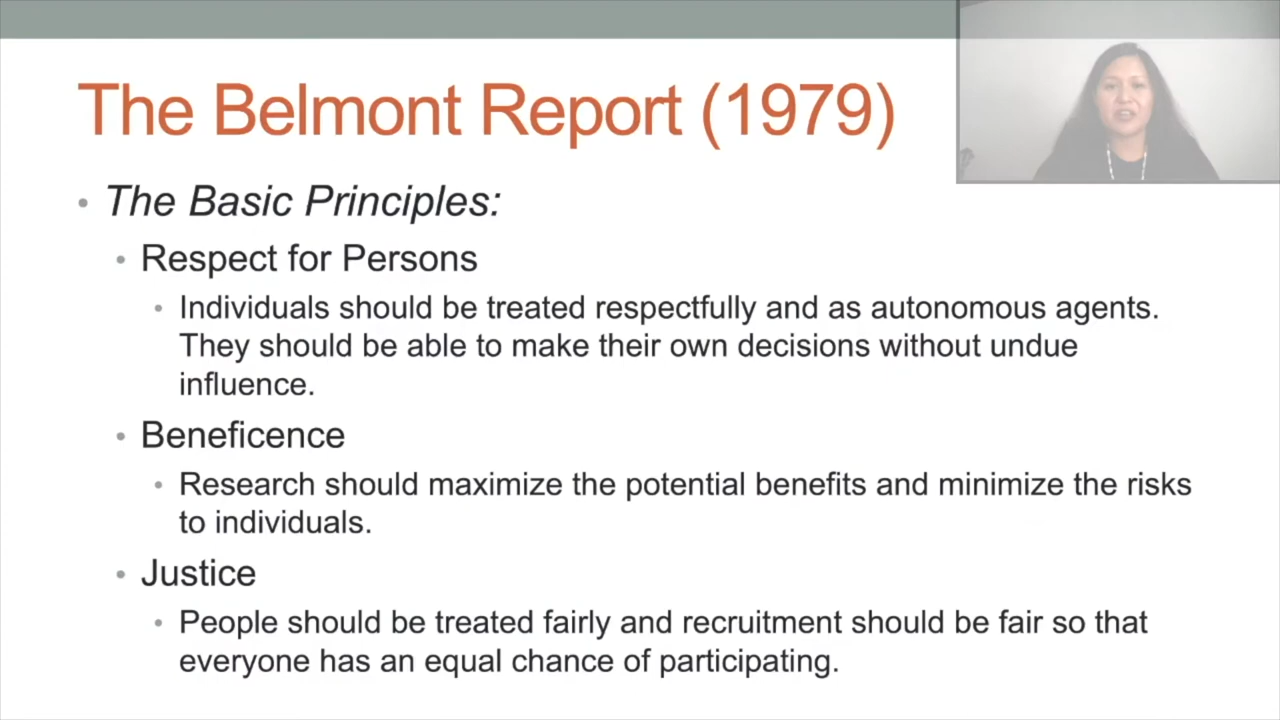 The Belmont Report (1979)
• The Basic Principles:
• Respect for Persons
• Individuals should be treated respectfully and as autonomous agents.
They should be able to make their own decisions without undue
influence.
• Beneficence
• Research should maximize the potential benefits and minimize the risks
to individuals.
• Justice
• People should be treated fairly and recruitment should be fair so that
everyone has an equal chance of participating.